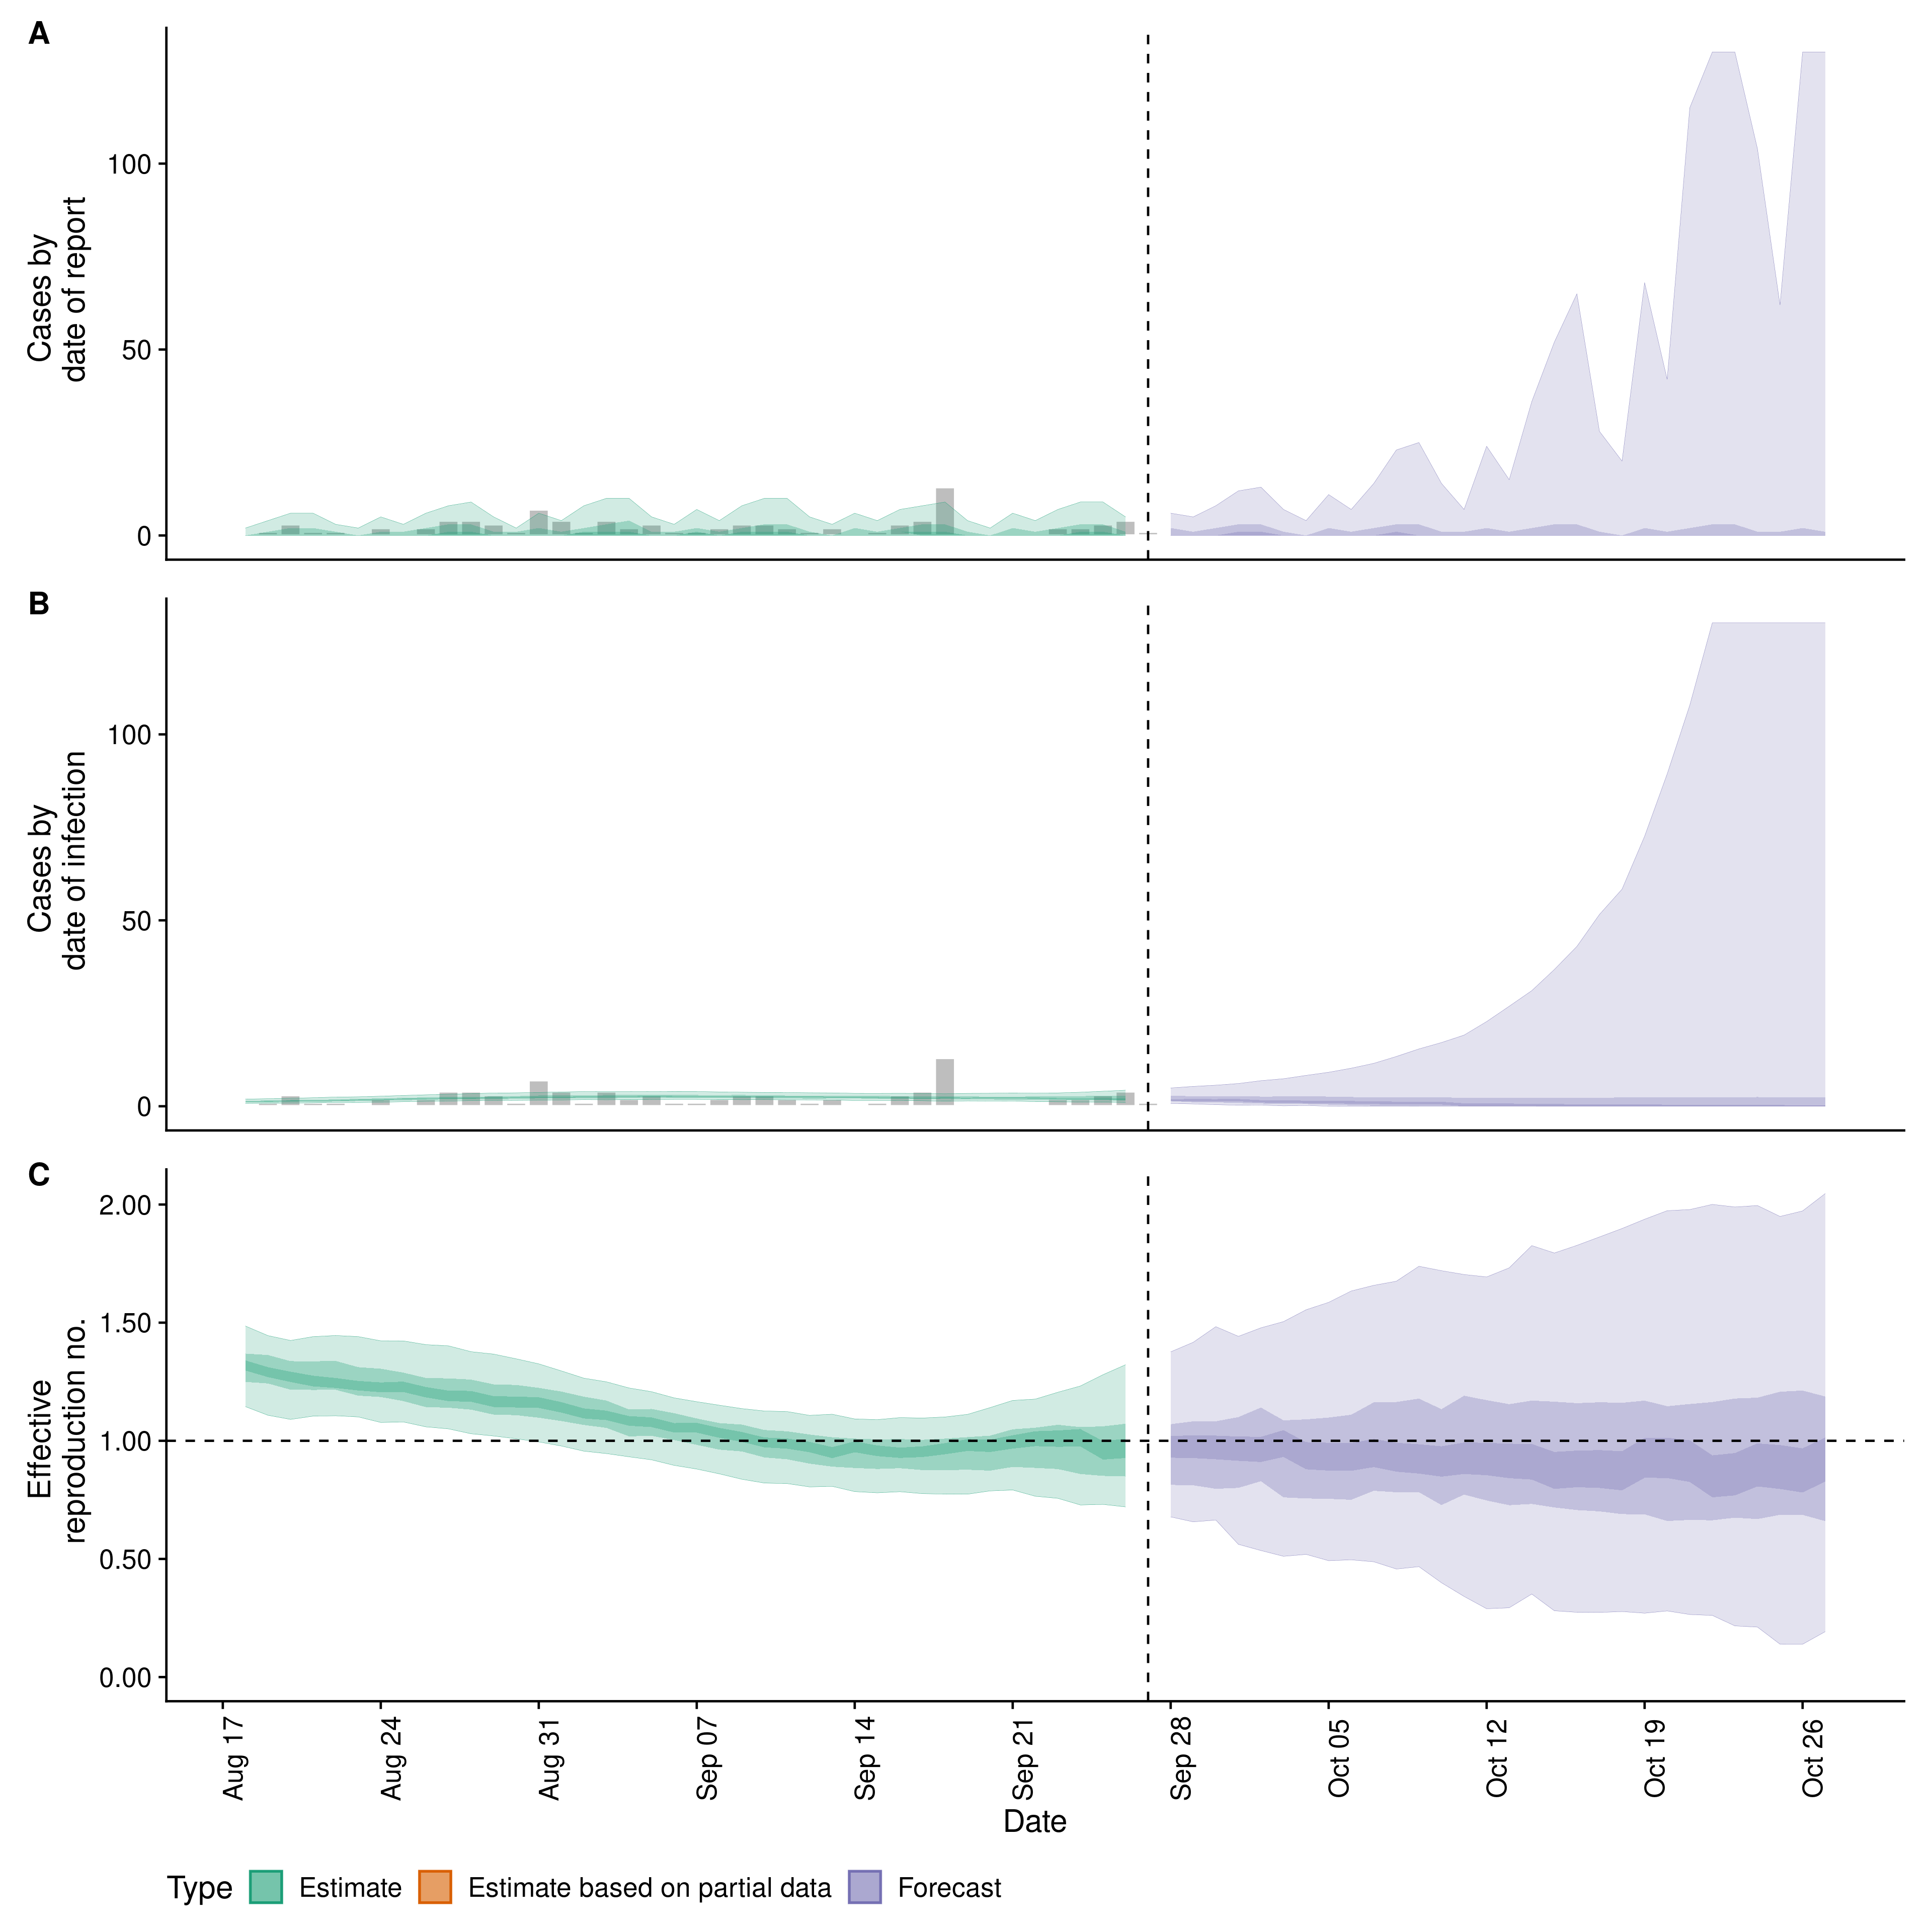 A
Cases by
date of report
100
50
0
B
Cases by
date of infection
100
50
0
C
Effective
reproduction no.
2.00
1.50
1.00
0.50
0.00
Aug 17
Aug 24
Aug 31
Sep 07
Sep 14
Sep 21
Sep 28
Oct 05
Oct 12
Oct 19
Oct 26
Date
Type Estimate Estimate based on partial data Forecast